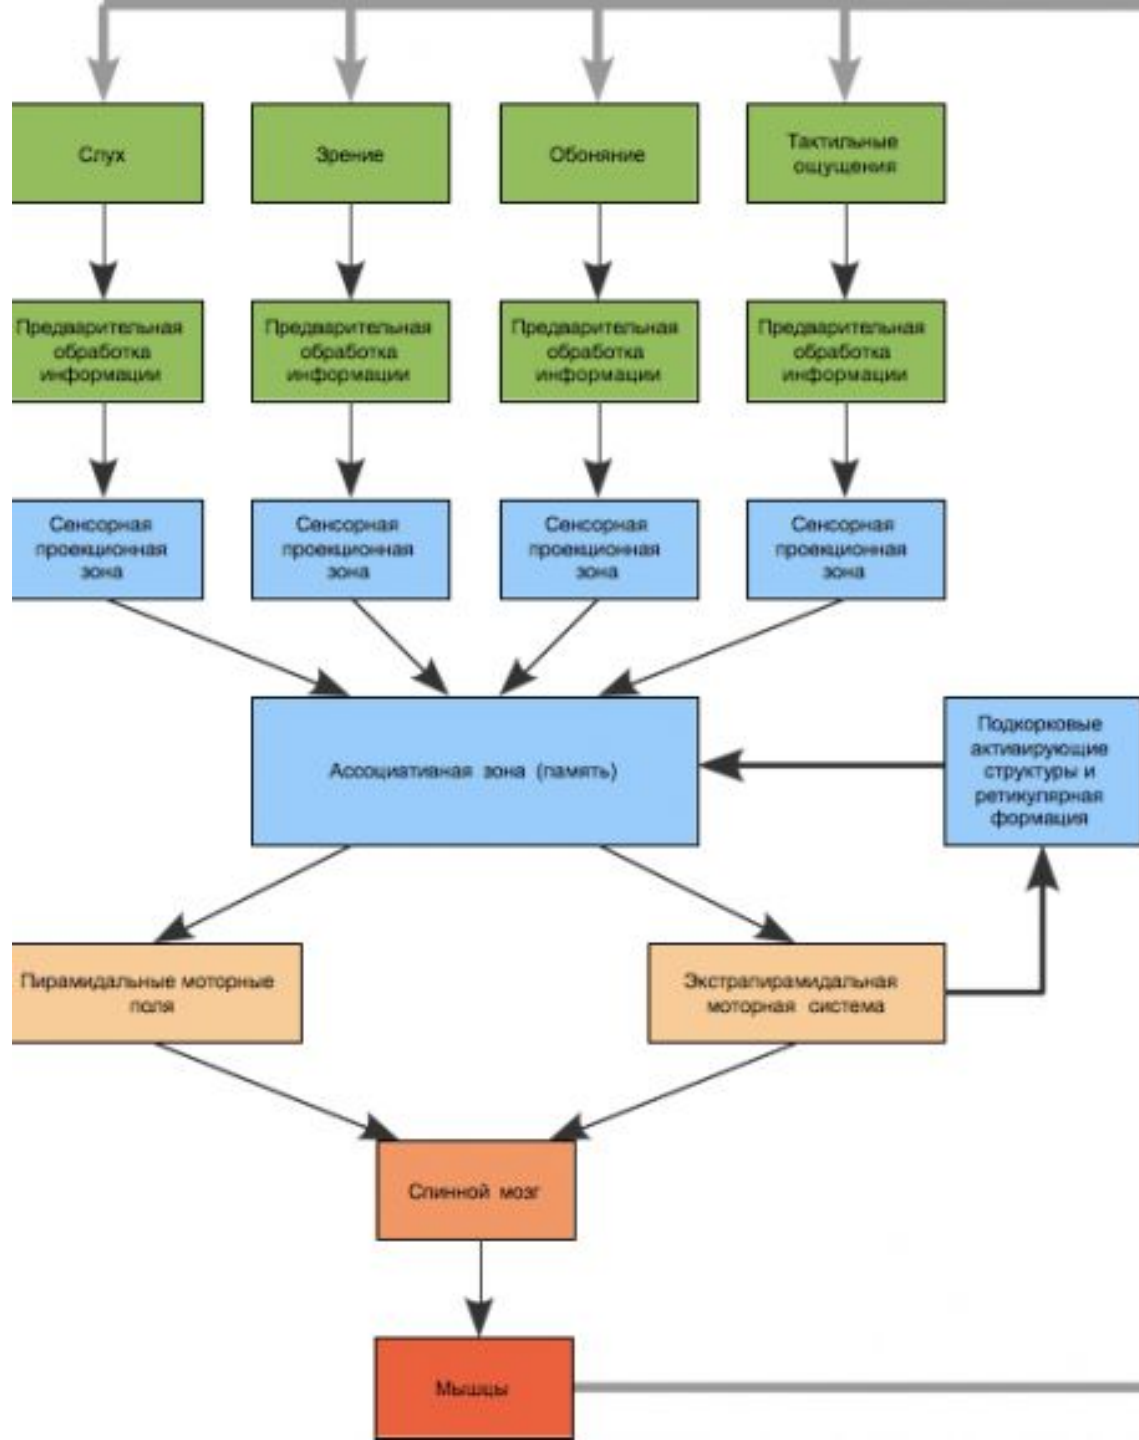 Слух
Зрение
Обоняние
Тактильные
ощущения
Предварительная
обработка
информации
Предварительная
обработка
информации
Предварительная
обработка
информации
Предварительная
обработка
информации
Сенсорная
проекционная
зона
Сенсорная
проекционная
зона
Сенсорная
проекционная
зона
Сенсорная
проекционная
зона
Ассоциативная зона (память)
Подкорковые
активирующие
структуры и
ретикулярная
формация
Пирамидальные моторные
поля
Экстрапирамидальная
моторная система
Спинной мозг
Мышцы